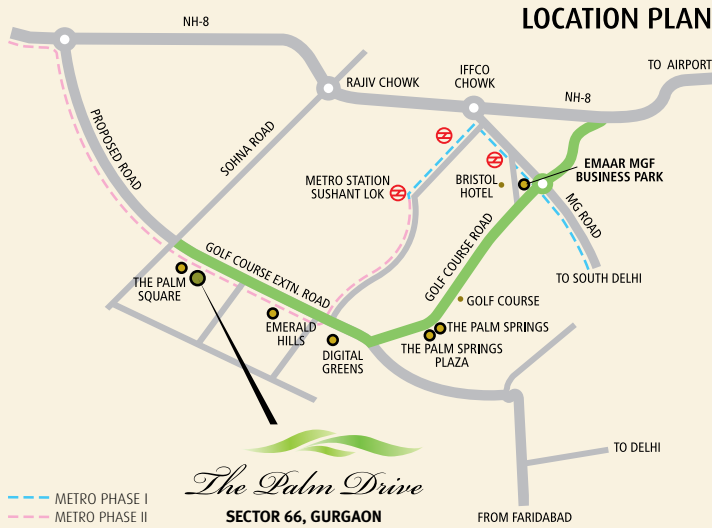 LOCATION PLAN
NH-8
RAJIV CHOWK
IFFCO
CHOWK
NH-8
TO AIRPORT
PROPOSED ROAD
SOHNA ROAD
METRO STATION
SUSHANT LOK
BRISTOL
HOTEL
EMAAR MGF
BUSINESS PARK
MG ROAD
TO SOUTH DELHI
GOLF COURSE EXTN. ROAD
GOLF COURSE ROAD
GOLF COURSE
THE PALM
SQUARE
EMERALD
HILLS
DIGITAL
GREENS
THE PALM SPRINGS
THE PALM SPRINGS
PLAZA
TO DELHI
FROM FARIDABAD
The Palm Drive
SECTOR 66, GURGAON
METRO PHASE I
METRO PHASE II